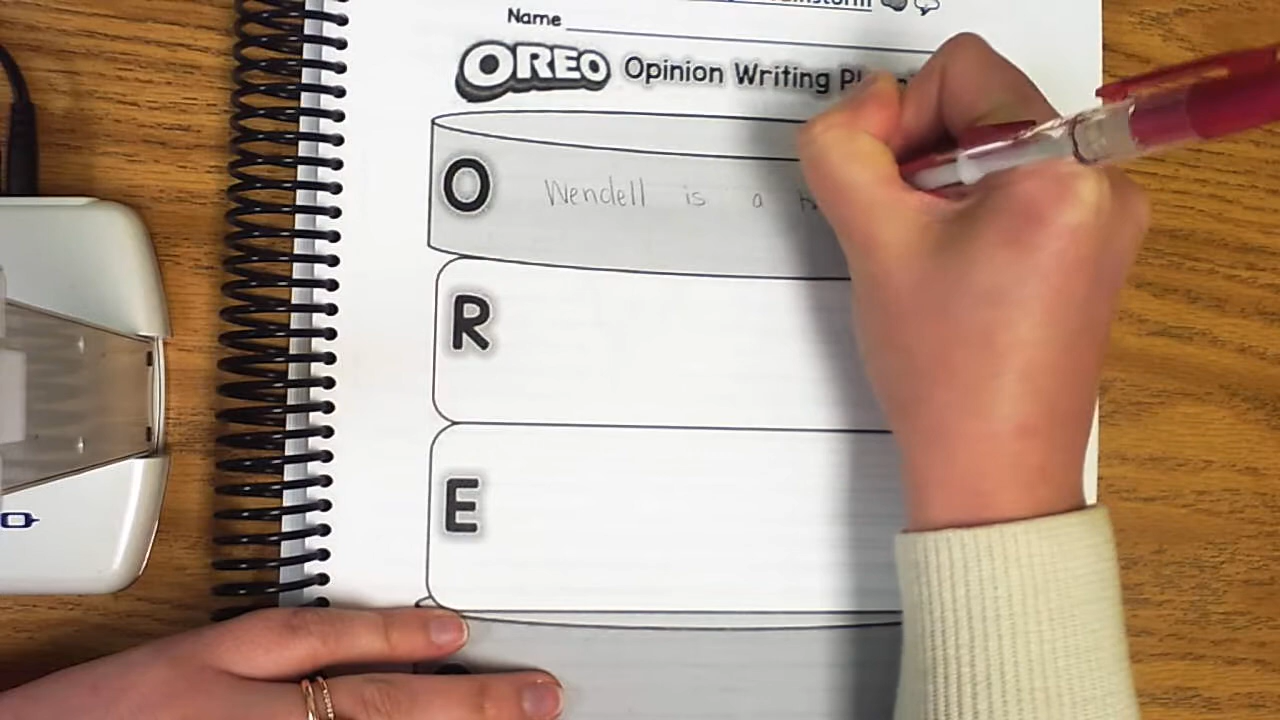 Name
OREO Opinion Writing
O Wendell is a
R
E